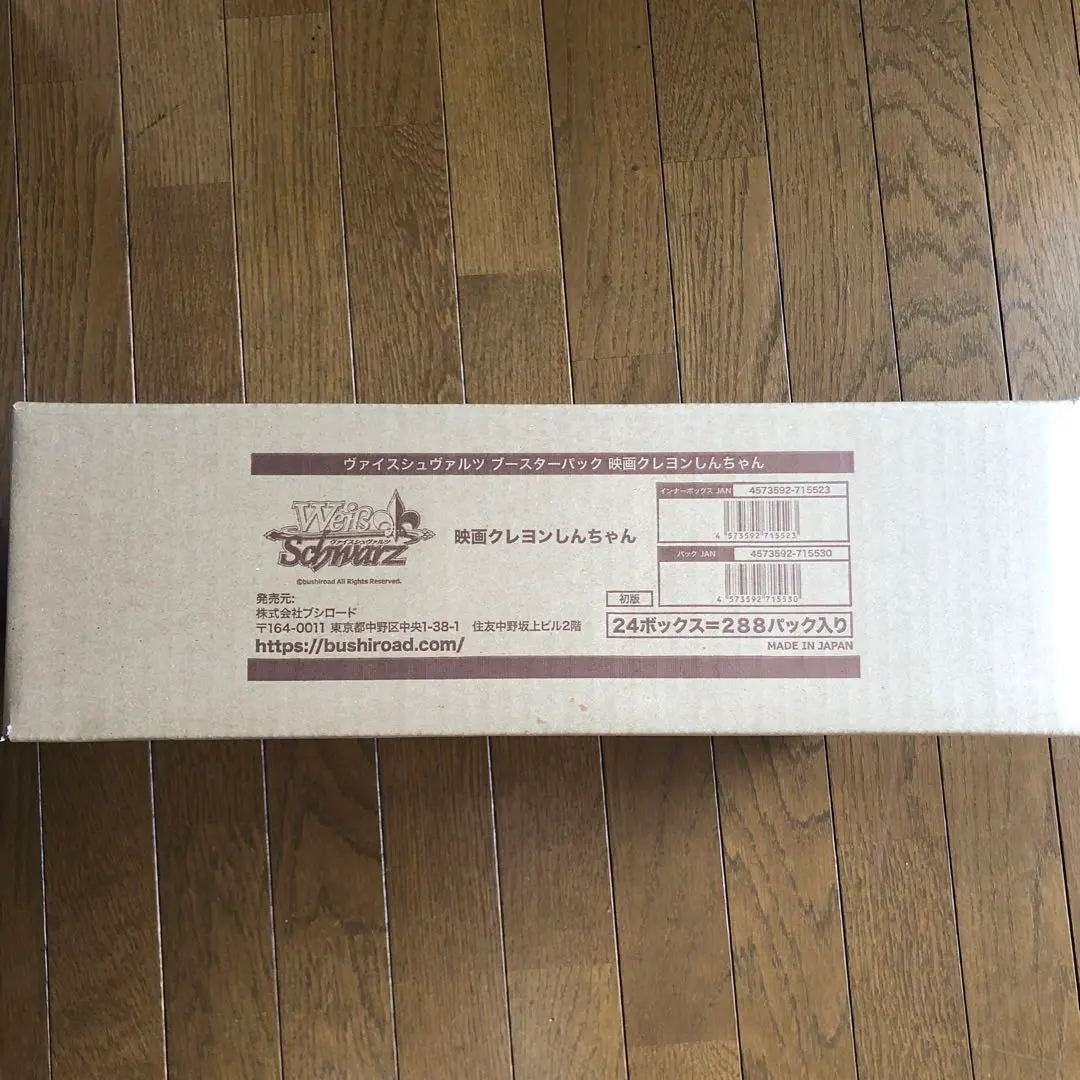 ヴァイスシュヴァルツ ブースターパック 映画クレヨンしんちゃん
Weiß Schwarz
ヴァイスシュヴァルツ
©bushiroad All Rights Reserved.
映画クレヨンしんちゃん
インナーボックス JAN 4573592-715523
4 573592 715523
パック JAN 4573592-715530
4 573592 715530
発売元:
株式会社ブシロード
〒164-0011 東京都中野区中央1-38-1 住友中野坂上ビル2階
https://bushiroad.com/
初版
24ボックス=288パック入り
MADE IN JAPAN